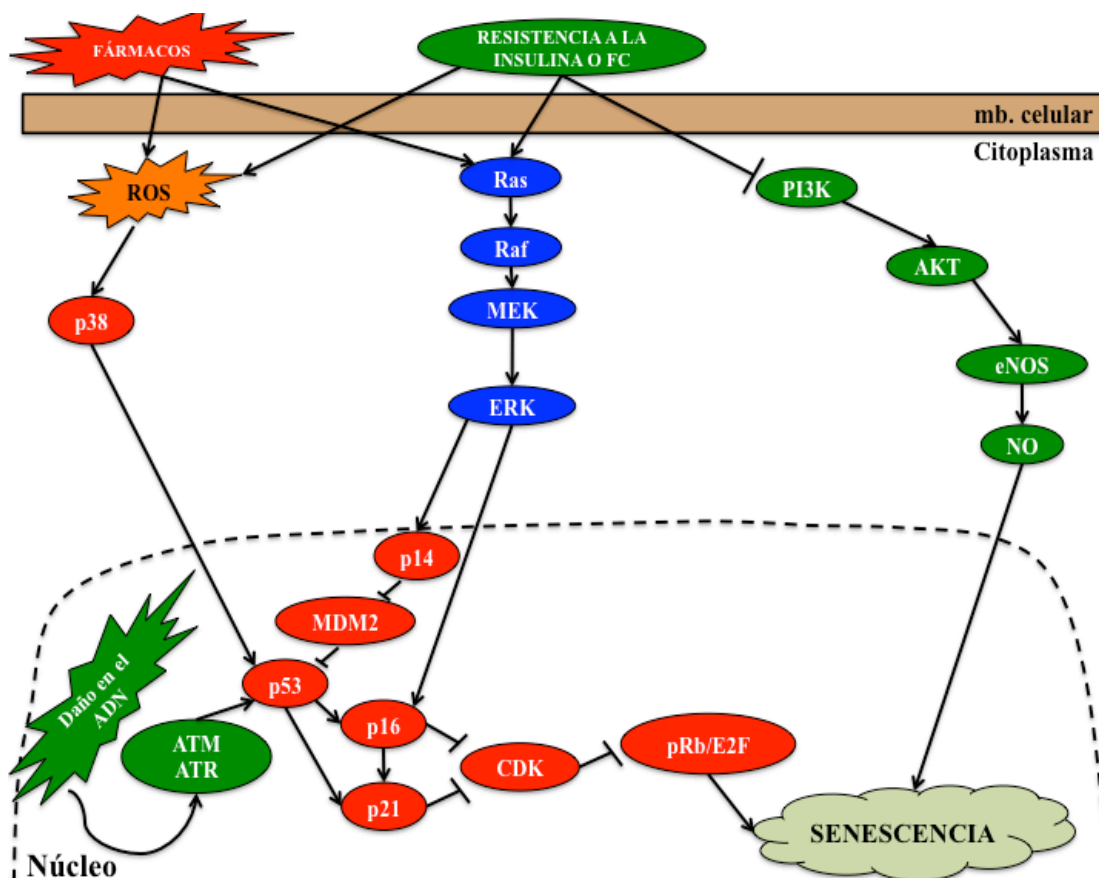 FÁRMACOS
RESISTENCIA A LA
INSULINA O FC
mb. celular
Citoplasma
ROS
Ras
PI3K
Raf
AKT
p38
MEK
eNOS
ERK
NO
p14
MDM2
Daño en el
ADN
p53
p16
ATM
ATR
pRb/E2F
CDK
p21
SENESCENCIA
Núcleo